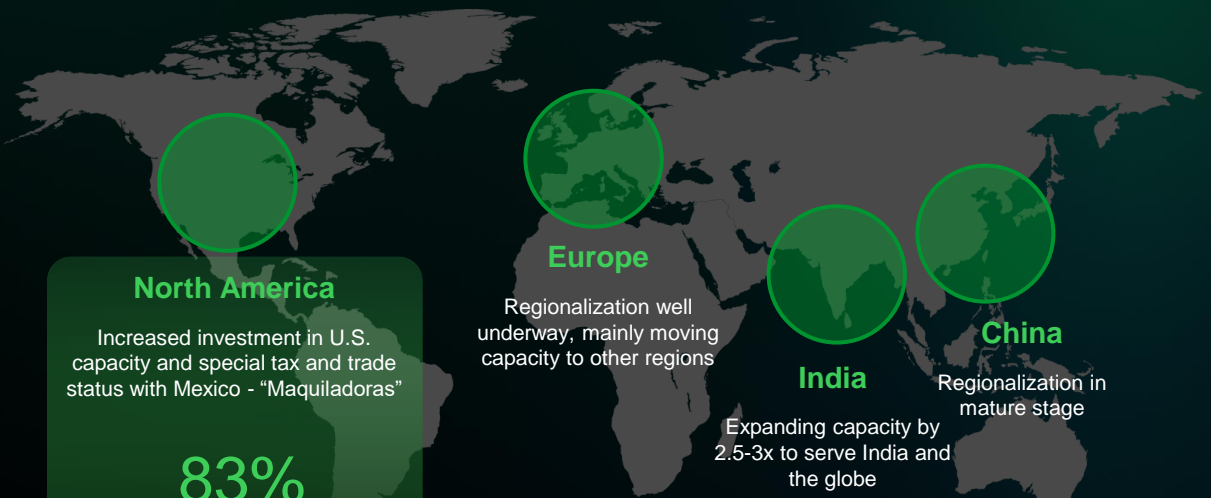 North America
Increased investment in U.S.
capacity and special tax and trade
status with Mexico - “Maquiladoras”
83%
Europe
Regionalization well
underway, mainly moving
capacity to other regions
India
Expanding capacity by
2.5-3x to serve India and
the globe
China
Regionalization in
mature stage